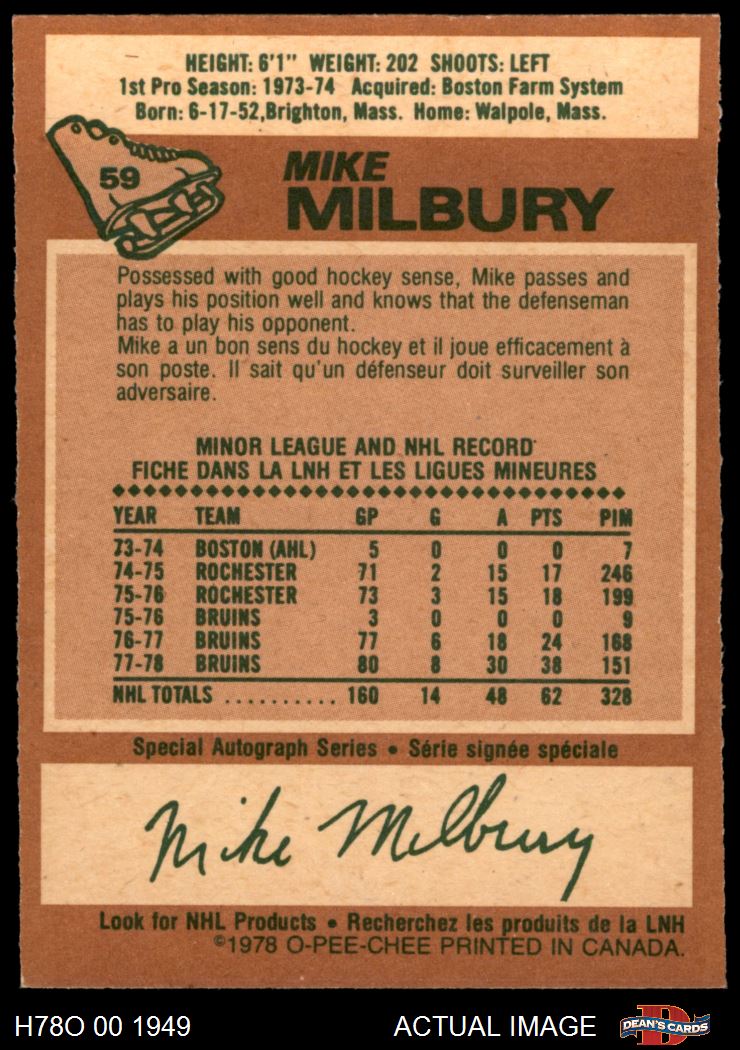 HEIGHT: 6'1" WEIGHT: 202 SHOOTS: LEFT
1st Pro Season: 1973-74 Acquired: Boston Farm System
Born: 6-17-52,Brighton, Mass. Home: Walpole, Mass.
59
MIKE
MILBURY
Possessed with good hockey sense, Mike passes and
plays his position well and knows that the defenseman
has to play his opponent.
Mike a un bon sens du hockey et il joue efficacement à
son poste. Il sait qu'un défenseur doit surveiller son
adversaire.
MINOR LEAGUE AND NHL RECORD
FICHE DANS LA LNH ET LES LIGUES MINEURES
YEAR TEAM GP G A PTS PIM
73-74 BOSTON (AHL) 5 0 0 0 7
74-75 ROCHESTER 71 2 15 17 246
75-76 ROCHESTER 73 3 15 18 199
75-76 BRUINS 3 0 0 0 9
76-77 BRUINS 77 6 18 24 168
77-78 BRUINS 80 8 30 38 151
NHL TOTALS .......... 160 14 48 62 328
Special Autograph Series • Série signée spéciale
Mike Milbury
Look for NHL Products • Recherchez les produits de la LNH
©1978 O-PEE-CHEE PRINTED IN CANADA.
H78O 00 1949 ACTUAL IMAGE D DEAN'S CARDS